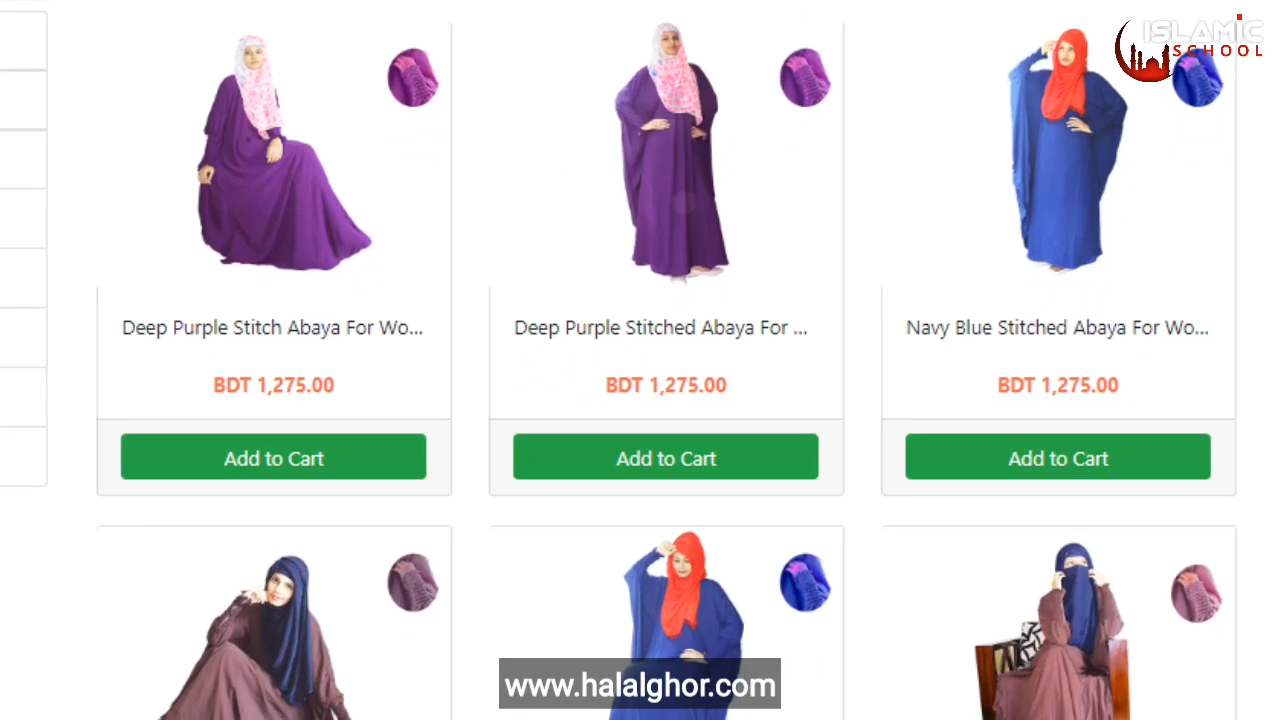 ISLAMIC
SCHOOL
Deep Purple Stitch Abaya For Wo...
Deep Purple Stitched Abaya For ...
Navy Blue Stitched Abaya For Wo...
BDT 1,275.00
BDT 1,275.00
BDT 1,275.00
Add to Cart
Add to Cart
Add to Cart
www.halalghor.com